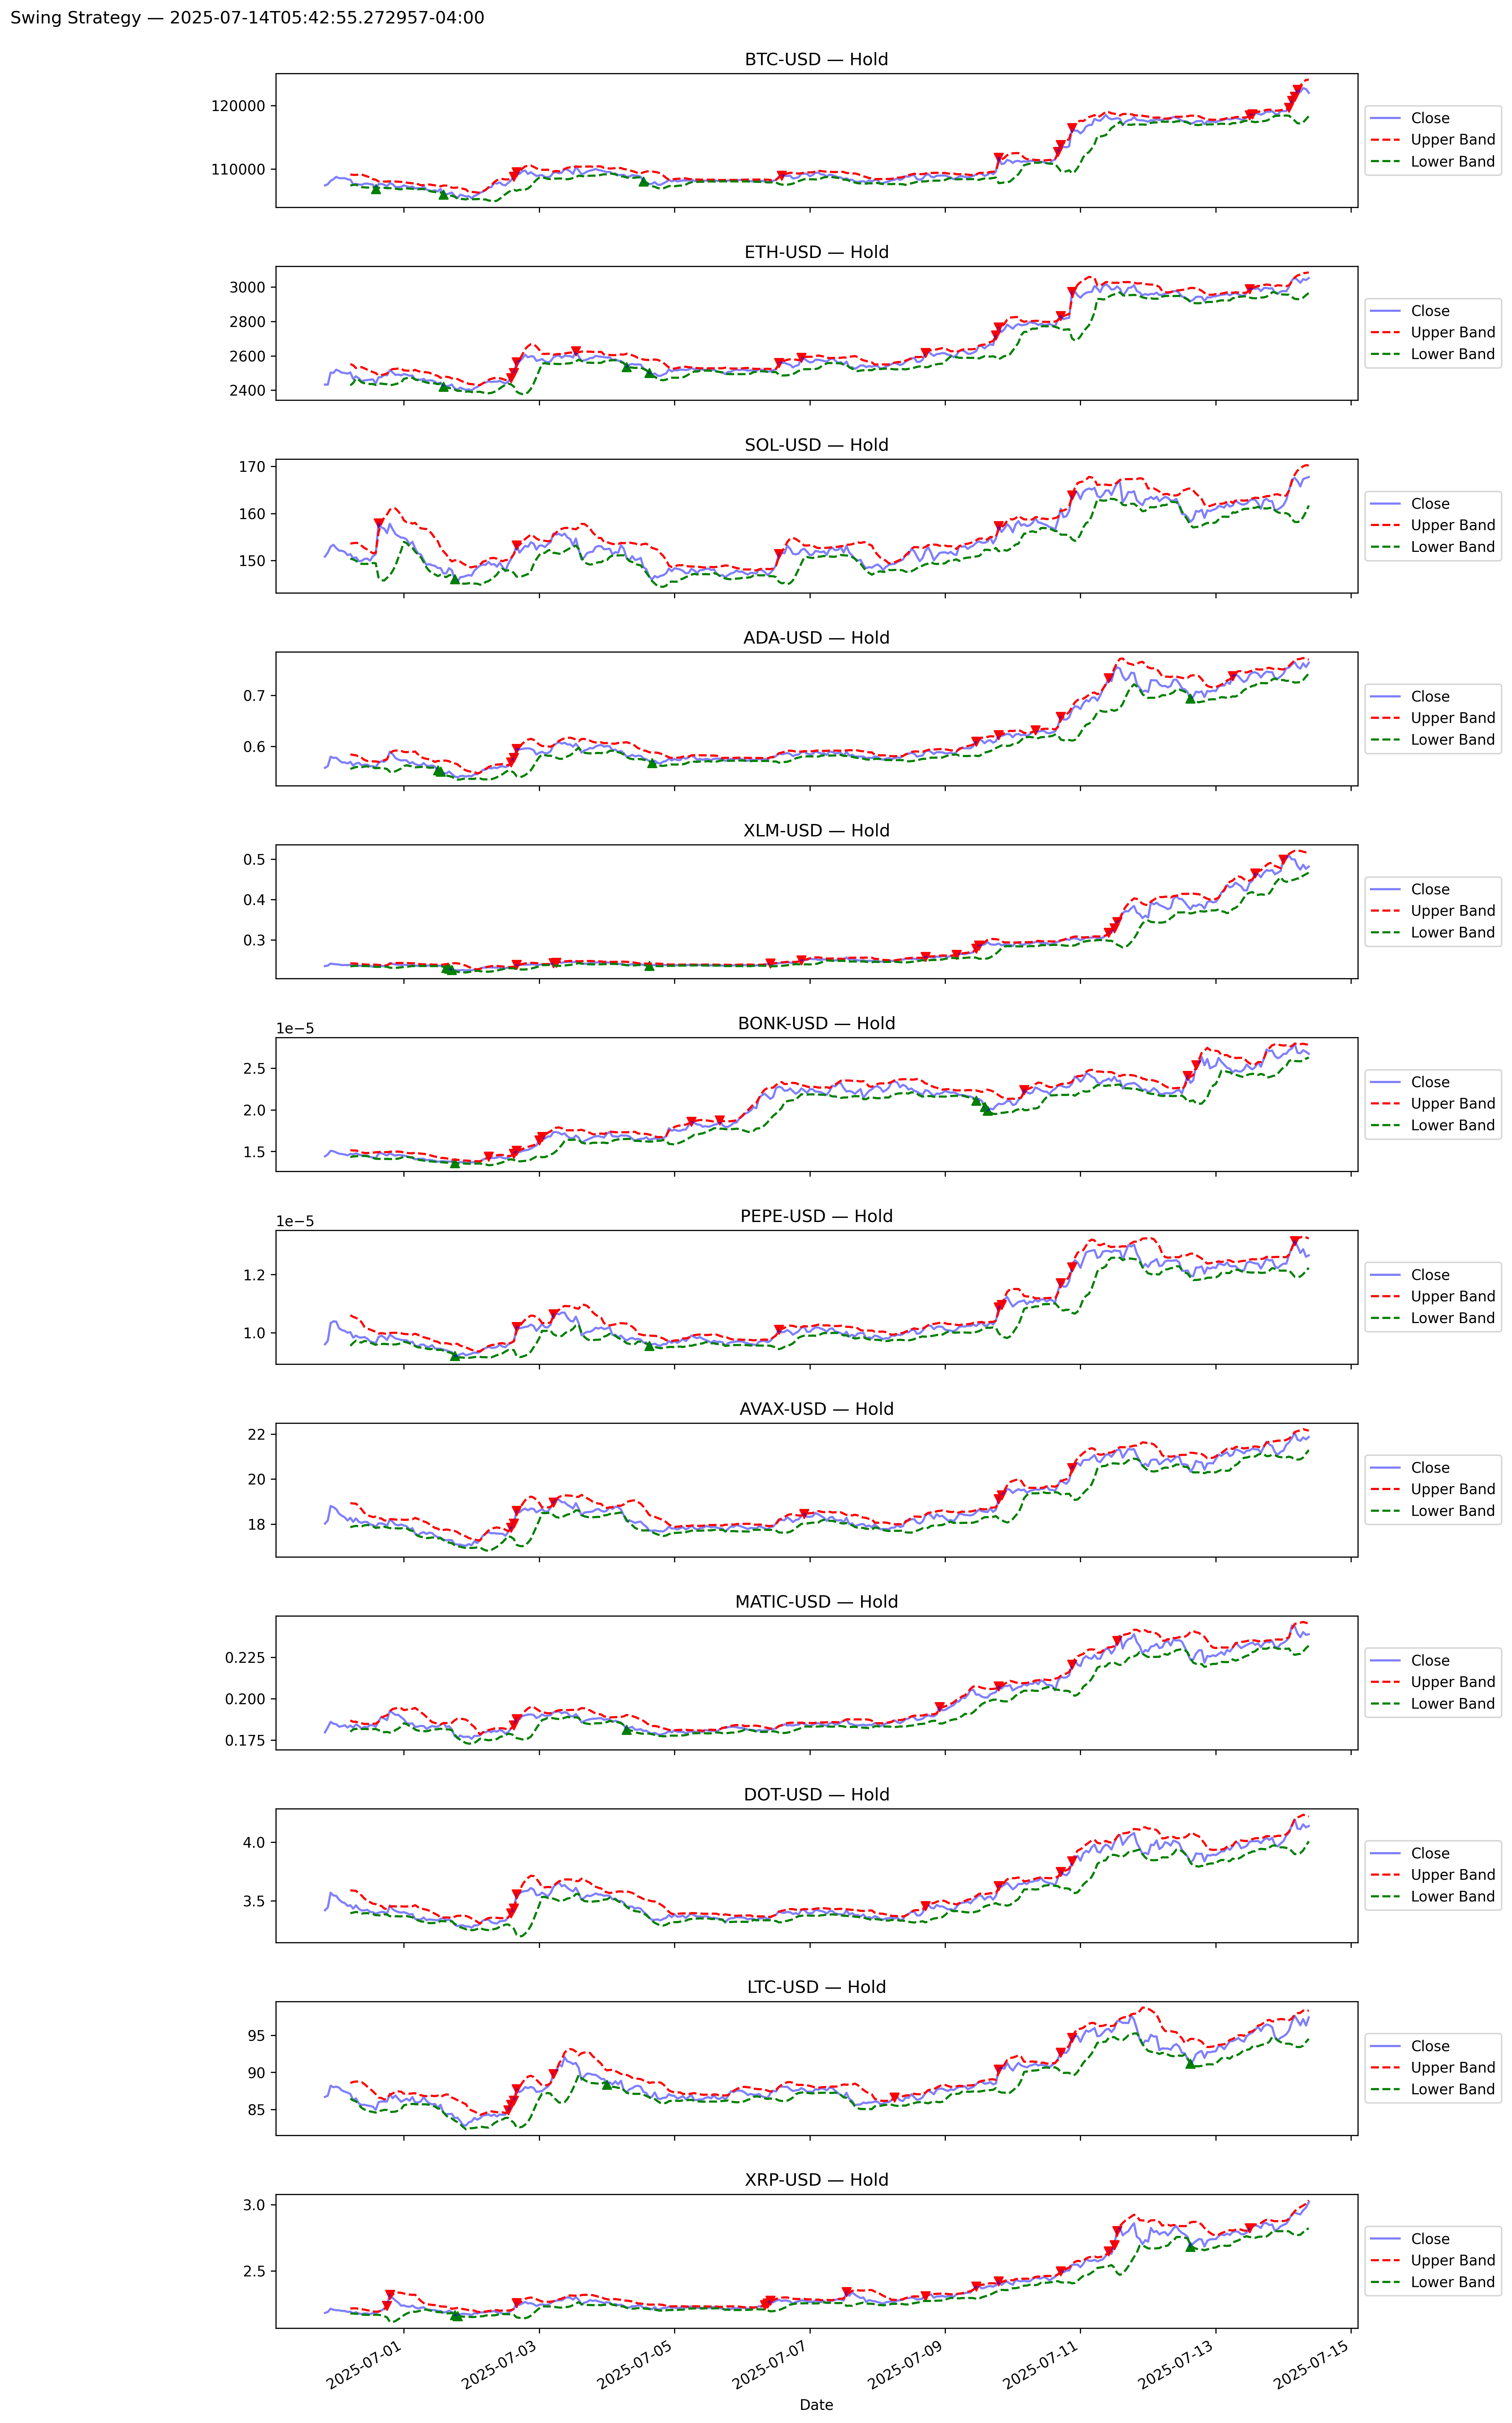 Swing Strategy — 2025-07-14T05:42:55.272957-04:00
BTC-USD — Hold
120000
110000
Close
Upper Band
Lower Band
ETH-USD — Hold
3000
2800
2600
2400
Close
Upper Band
Lower Band
SOL-USD — Hold
170
160
150
Close
Upper Band
Lower Band
ADA-USD — Hold
0.7
0.6
Close
Upper Band
Lower Band
XLM-USD — Hold
0.5
0.4
0.3
Close
Upper Band
Lower Band
BONK-USD — Hold
1e−5
2.5
2.0
1.5
Close
Upper Band
Lower Band
PEPE-USD — Hold
1e−5
1.2
1.0
Close
Upper Band
Lower Band
AVAX-USD — Hold
22
20
18
Close
Upper Band
Lower Band
MATIC-USD — Hold
0.225
0.200
0.175
Close
Upper Band
Lower Band
DOT-USD — Hold
4.0
3.5
Close
Upper Band
Lower Band
LTC-USD — Hold
95
90
85
Close
Upper Band
Lower Band
XRP-USD — Hold
3.0
2.5
Close
Upper Band
Lower Band
2025-07-01
2025-07-03
2025-07-05
2025-07-07
2025-07-09
2025-07-11
2025-07-13
2025-07-15
Date